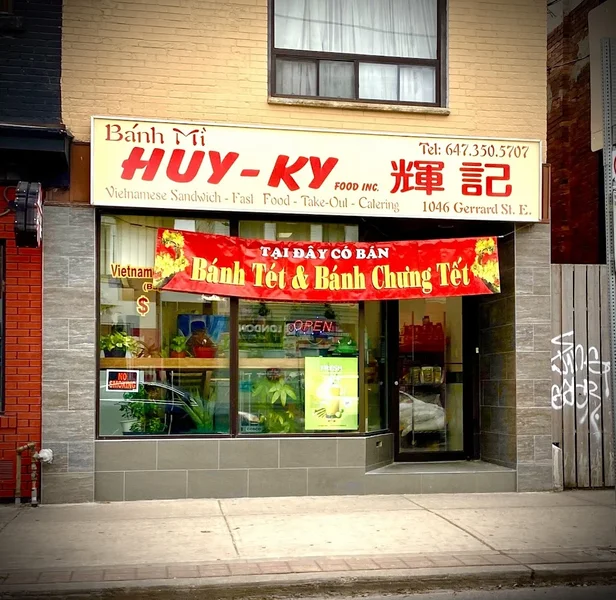 Bánh Mì
HUY-KY FOOD INC.
輝記
Tel: 647.350.5707
Vietnamese Sandwich - Fast Food - Take-Out - Catering
1046 Gerrard St. E.
TẠI ĐÂY CÓ BÁN
Bánh Tét & Bánh Chưng Tết
Vietnam
$
OPEN
LONDON
NO
SMOKING